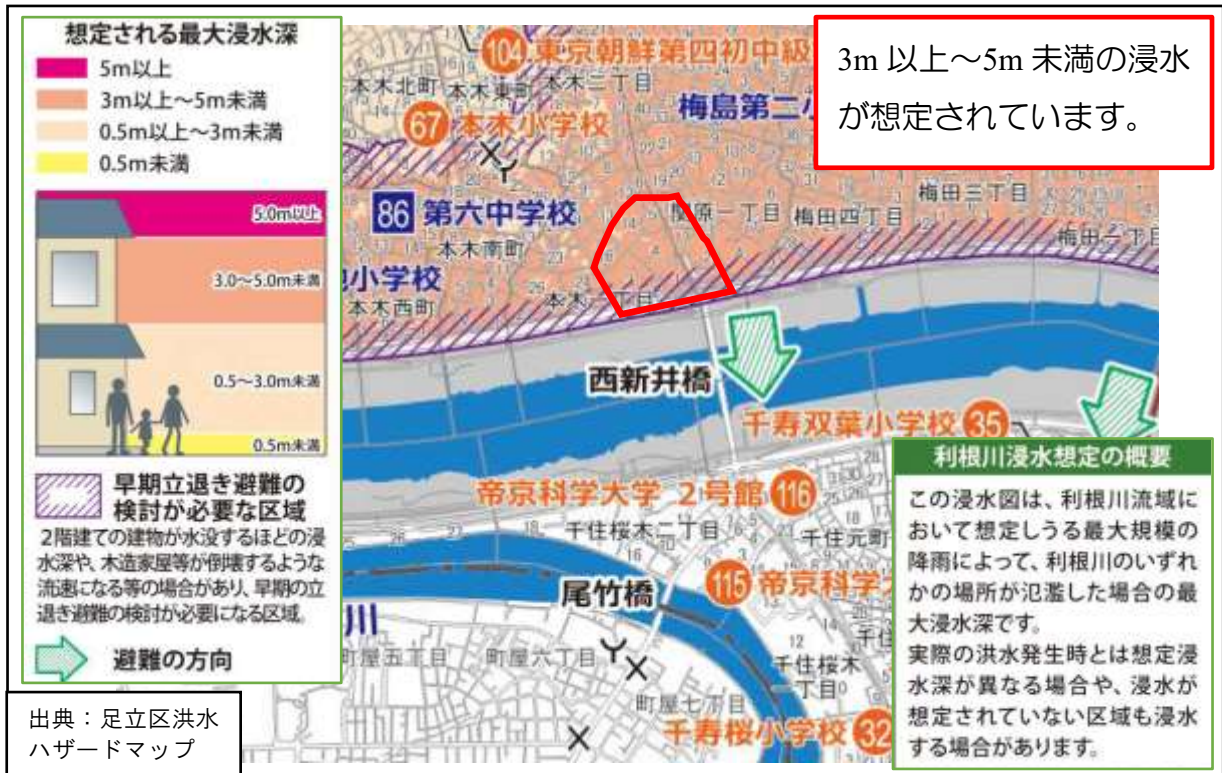 想定される最大浸水深
5m以上
3m以上～5m未満
0.5m以上～3m未満
0.5m未満
5.0m以上
3.0～5.0m未満
0.5～3.0m未満
0.5m未満
早期立退き避難の
検討が必要な区域
2階建ての建物が水没するほどの浸
水深や、木造家屋等が倒壊するような
流速になる等の場合があり、早期の立
退き避難の検討が必要になる区域。
避難の方向
出典：足立区洪水
ハザードマップ
3m 以上～5m 未満の浸水
が想定されています。
104 東京朝鮮第四初中級
本木北町 本木東町 本木二丁目
67 本木小学校
梅島第二小
86 第六中学校
関原一丁目 梅田四丁目 梅田三丁目
本木南町
梅田一丁目
小学校
本木西町
本木一丁目
西新井橋
千寿双葉小学校 35
帝京科学大学 2号館 116
千住桜木二丁目
千住元町
尾竹橋
115 帝京科学
川
町屋五丁目 町屋六丁目
千住桜木
一丁目
町屋七丁目
千寿桜小学校 32
利根川浸水想定の概要
この浸水図は、利根川流域に
おいて想定しうる最大規模の
降雨によって、利根川のいずれ
かの場所が氾濫した場合の最
大浸水深です。
実際の洪水発生時とは想定浸
水深が異なる場合や、浸水が
想定されていない区域も浸水
する場合があります。